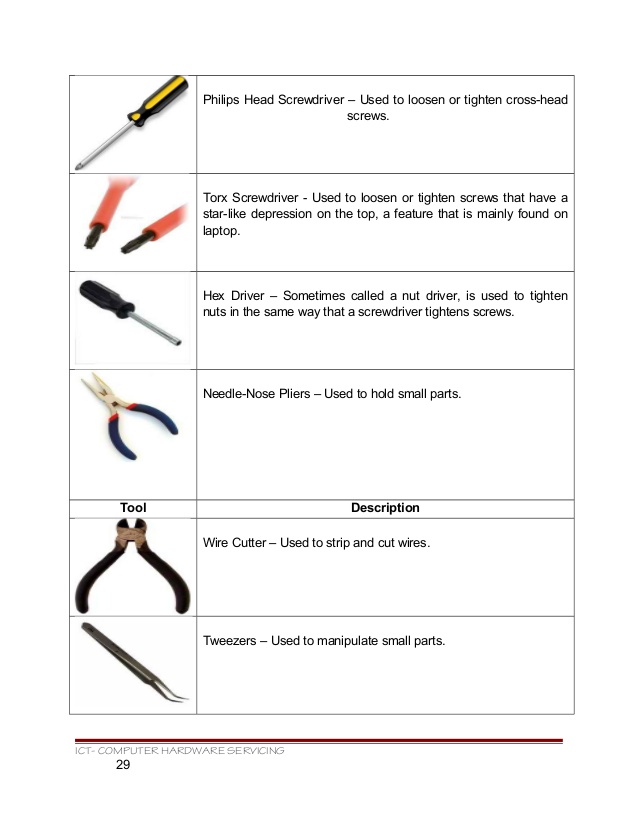 Philips Head Screwdriver – Used to loosen or tighten cross-head
screws.
Torx Screwdriver - Used to loosen or tighten screws that have a
star-like depression on the top, a feature that is mainly found on
laptop.
Hex Driver – Sometimes called a nut driver, is used to tighten
nuts in the same way that a screwdriver tightens screws.
Needle-Nose Pliers – Used to hold small parts.
Tool Description
Wire Cutter – Used to strip and cut wires.
Tweezers – Used to manipulate small parts.
ICT- COMPUTER HARDWARE SERVICING
29